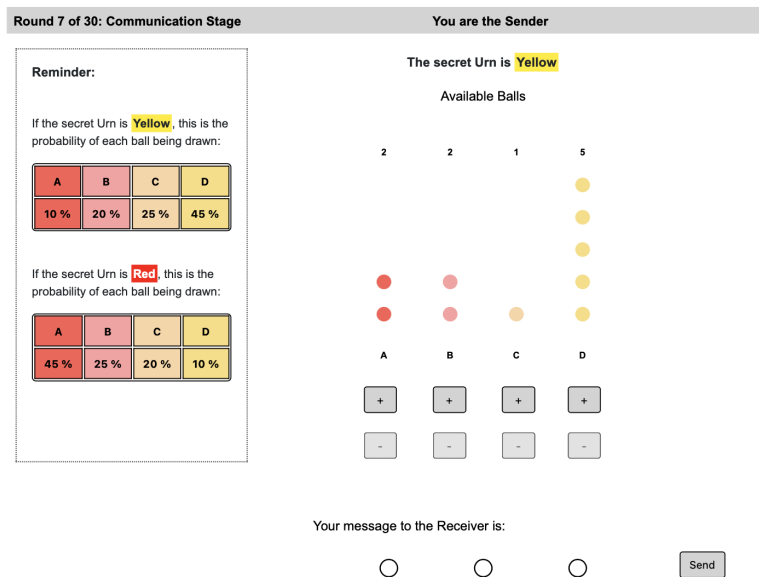 Round 7 of 30: Communication Stage
You are the Sender
Reminder:
If the secret Urn is Yellow, this is the
probability of each ball being drawn:
A B C D
10 % 20 % 25 % 45 %
If the secret Urn is Red, this is the
probability of each ball being drawn:
A B C D
45 % 25 % 20 % 10 %
The secret Urn is Yellow
Available Balls
2 2 1 5
A B C D
+ + + +
- - - -
Your message to the Receiver is:
Send